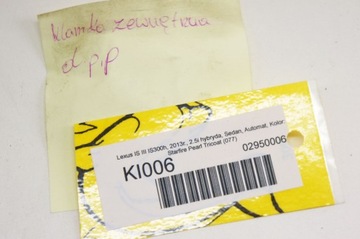 klamka zewnętrzna
d p/p
Lexus IS III IS300h, 2013r., 2.5i hybryda, Sedan, Automat, Kolor:
Starfire Pearl Tricoat (077)
KI006
02950006